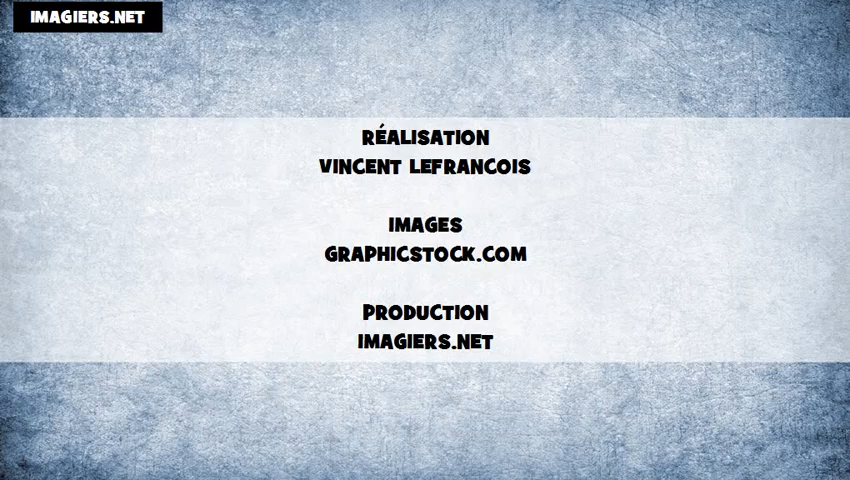 IMAGIERS.NET
RÉALISATION
VINCENT LEFRANCOIS
IMAGES
GRAPHICSTOCK.COM
PRODUCTION
IMAGIERS.NET